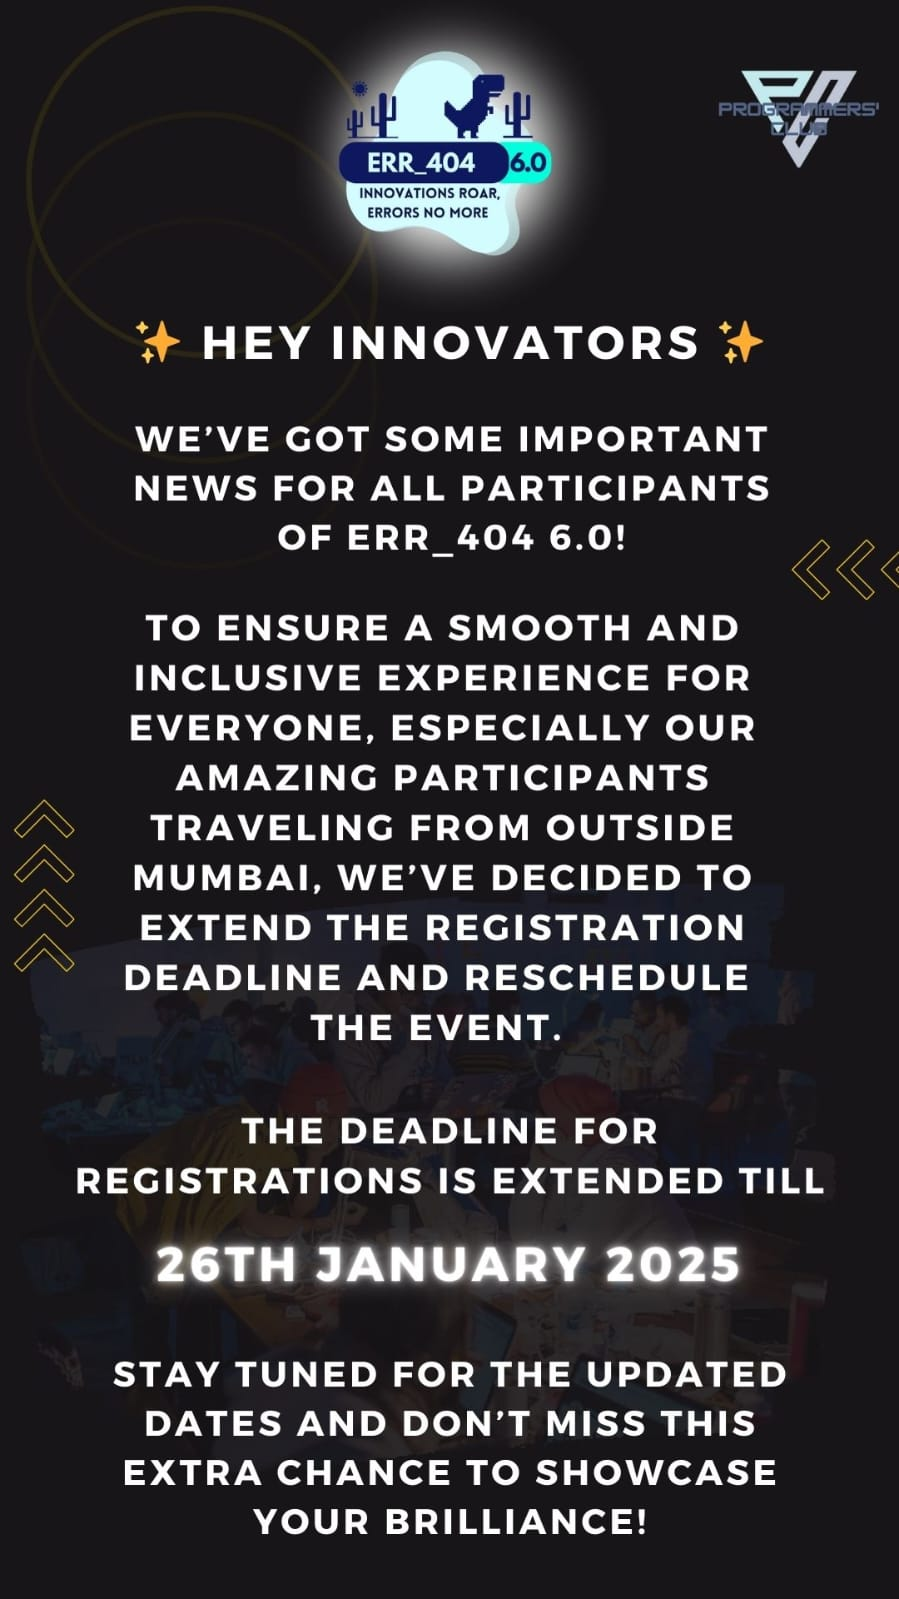 ERR_404 6.0
INNOVATIONS ROAR,
ERRORS NO MORE
PROGRAMMERS'
CLUB
✨ HEY INNOVATORS ✨
WE’VE GOT SOME IMPORTANT
NEWS FOR ALL PARTICIPANTS
OF ERR_404 6.0!
TO ENSURE A SMOOTH AND
INCLUSIVE EXPERIENCE FOR
EVERYONE, ESPECIALLY OUR
AMAZING PARTICIPANTS
TRAVELING FROM OUTSIDE
MUMBAI, WE’VE DECIDED TO
EXTEND THE REGISTRATION
DEADLINE AND RESCHEDULE
THE EVENT.
THE DEADLINE FOR
REGISTRATIONS IS EXTENDED TILL
26TH JANUARY 2025
STAY TUNED FOR THE UPDATED
DATES AND DON’T MISS THIS
EXTRA CHANCE TO SHOWCASE
YOUR BRILLIANCE!